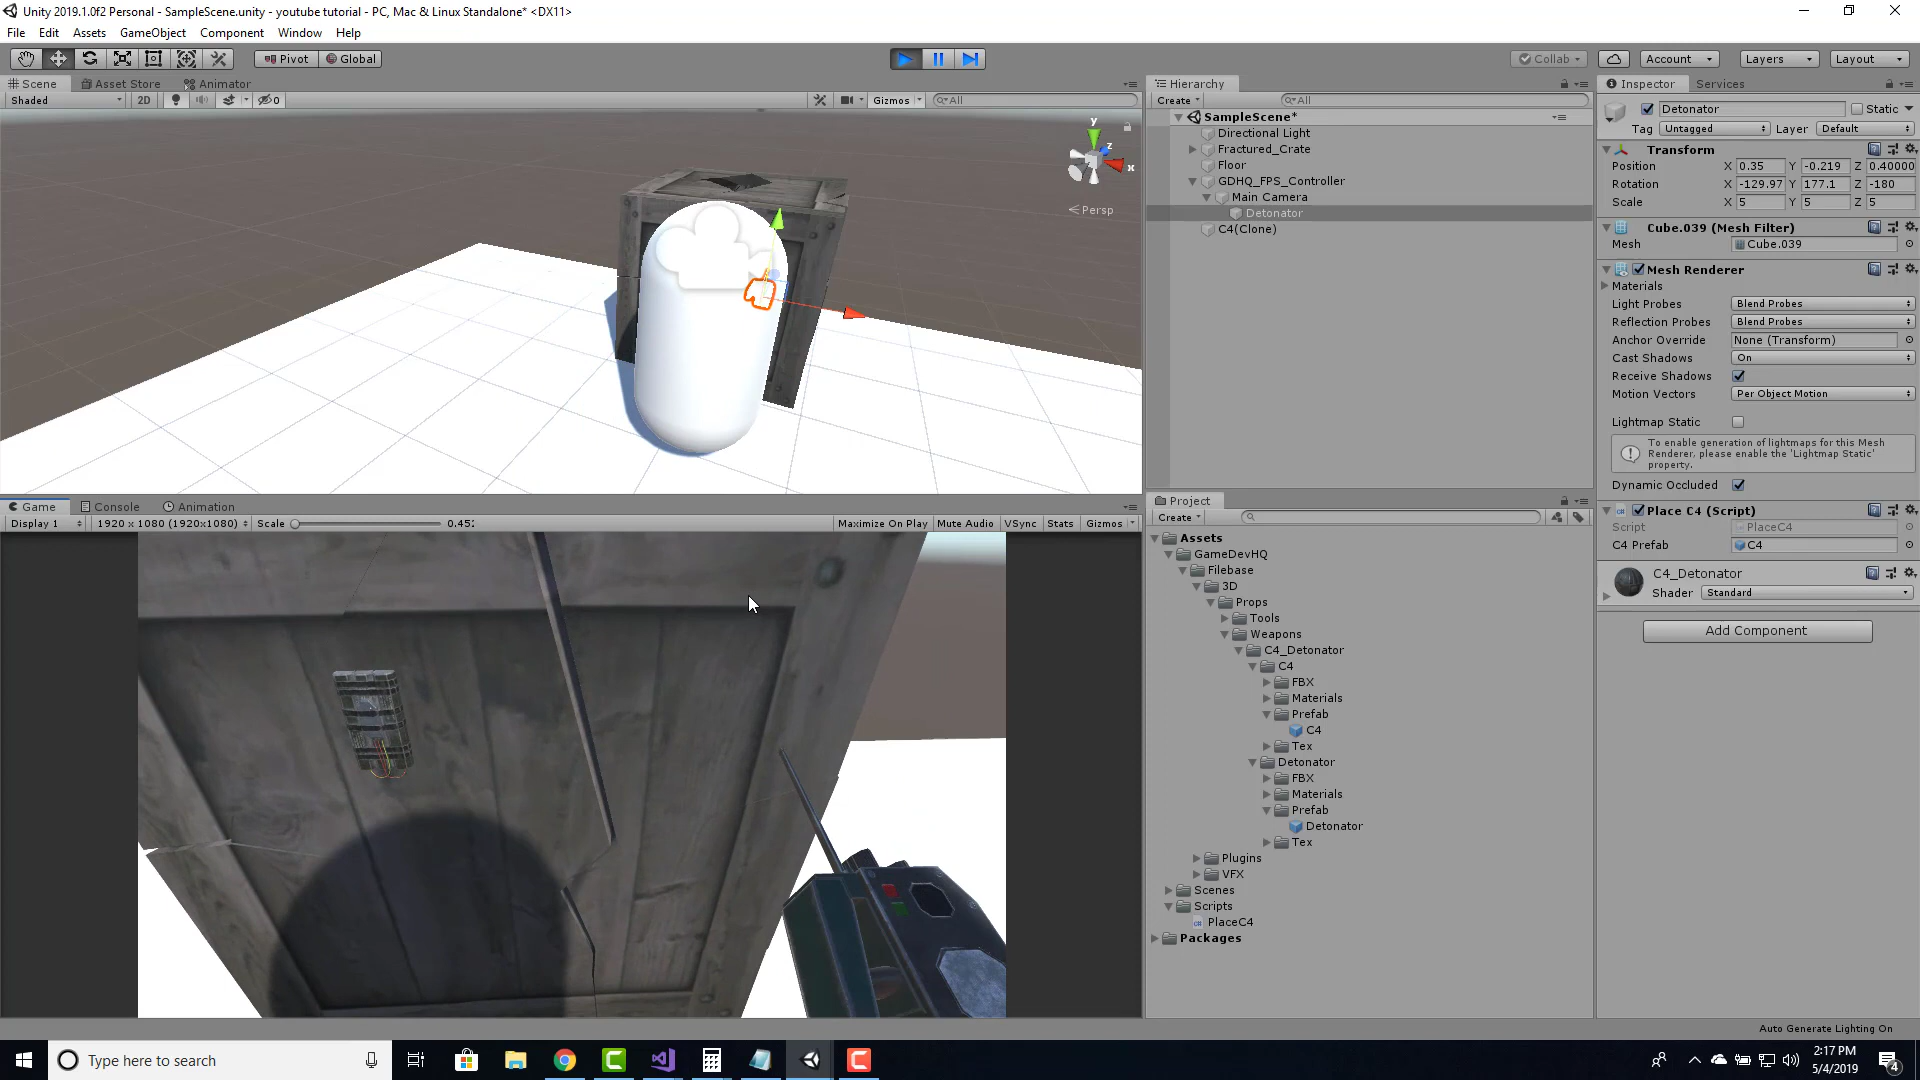 Unity 2019.1.0f2 Personal - SampleScene.unity - youtube tutorial - PC, Mac & Linux Standalone* <DX11>
File Edit Assets GameObject Component Window Help
Pivot Global Collab Account Layers Layout
Scene Asset Store Animator
Shaded 2D 0 Gizmos All
y
z
x
Persp
Hierarchy
Create All
SampleScene*
Directional Light
Fractured_Crate
Floor
GDHQ_FPS_Controller
Main Camera
Detonator
C4(Clone)
Inspector Services
Detonator Static
Tag Untagged Layer Default
Transform
Position X 0.35 Y -0.219 Z 0.40000
Rotation X -129.97 Y 177.1 Z -180
Scale X 5 Y 5 Z 5
Cube.039 (Mesh Filter)
Mesh Cube.039
Mesh Renderer
Materials
Light Probes Blend Probes
Reflection Probes Blend Probes
Anchor Override None (Transform)
Cast Shadows On
Receive Shadows
Motion Vectors Per Object Motion
Lightmap Static
To enable generation of lightmaps for this Mesh
Renderer, please enable the 'Lightmap Static'
property.
Dynamic Occluded
Place C4 (Script)
Script PlaceC4
C4 Prefab C4
C4_Detonator
Shader Standard
Add Component
Game Console Animation
Display 1 1920 x 1080 (1920x1080) Scale 0.45 Maximize On Play Mute Audio VSync Stats Gizmos
Project
Create
Assets
GameDevHQ
Filebase
3D
Props
Tools
Weapons
C4_Detonator
C4
FBX
Materials
Prefab
C4
Tex
Detonator
FBX
Materials
Prefab
Detonator
Tex
Plugins
VFX
Scenes
Scripts
PlaceC4
Packages
Auto Generate Lighting On
Type here to search
2:17 PM
5/4/2019
4